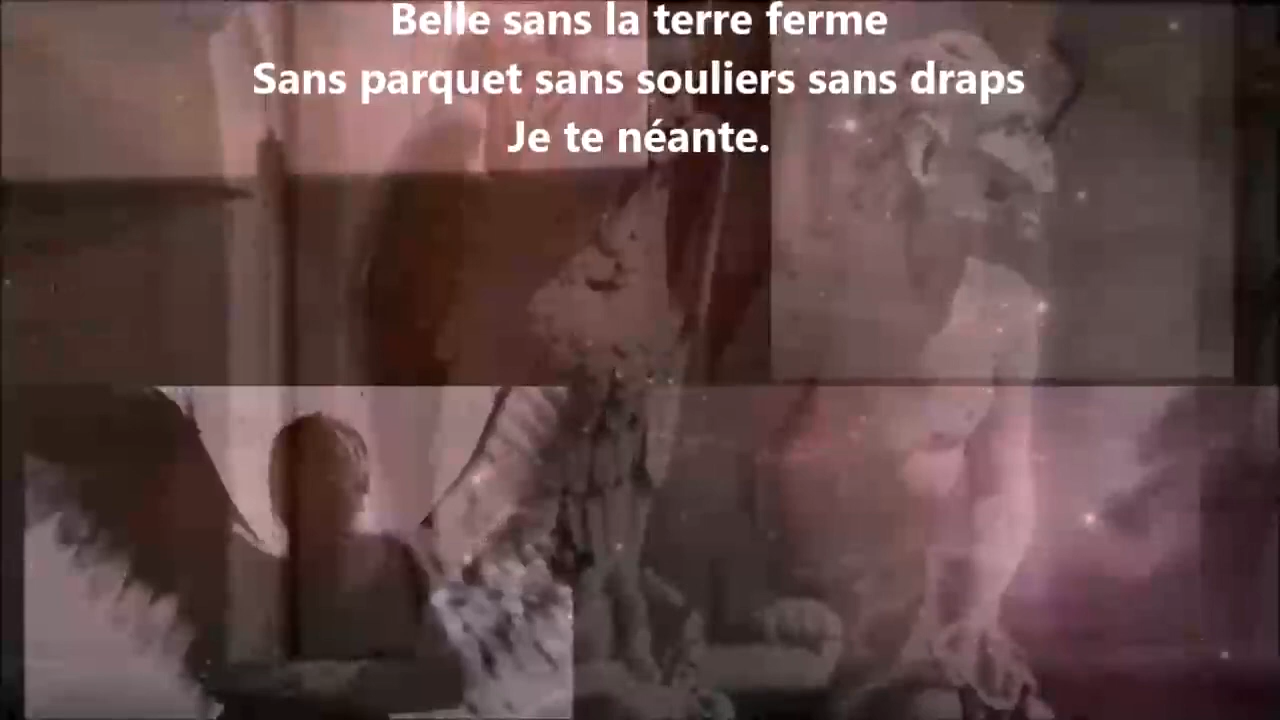 Belle sans la terre ferme
Sans parquet sans souliers sans draps
Je te néante.